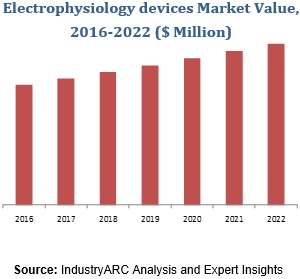 Electrophysiology devices Market Value,
2016-2022 ($ Million)
2016 2017 2018 2019 2020 2021 2022
Source: IndustryARC Analysis and Expert Insights